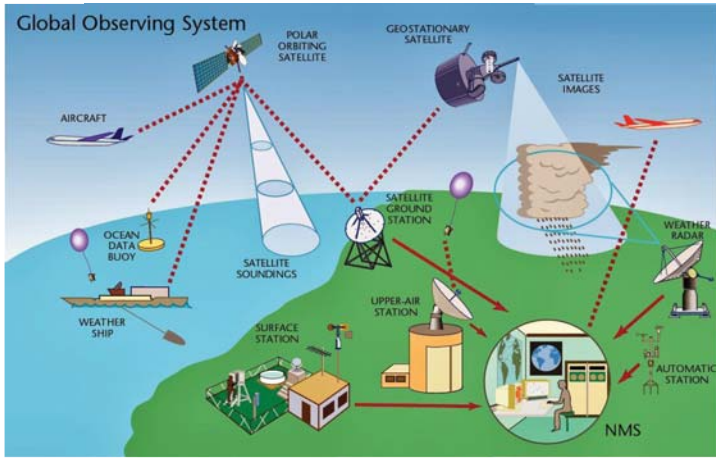 Global Observing System
POLAR
ORBITING
SATELLITE
GEOSTATIONARY
SATELLITE
SATELLITE
IMAGES
AIRCRAFT
OCEAN
DATA
BUOY
SATELLITE
SOUNDINGS
SATELLITE
GROUND
STATION
WEATHER
RADAR
WEATHER
SHIP
UPPER-AIR
STATION
SURFACE
STATION
AUTOMATIC
STATION
NMS